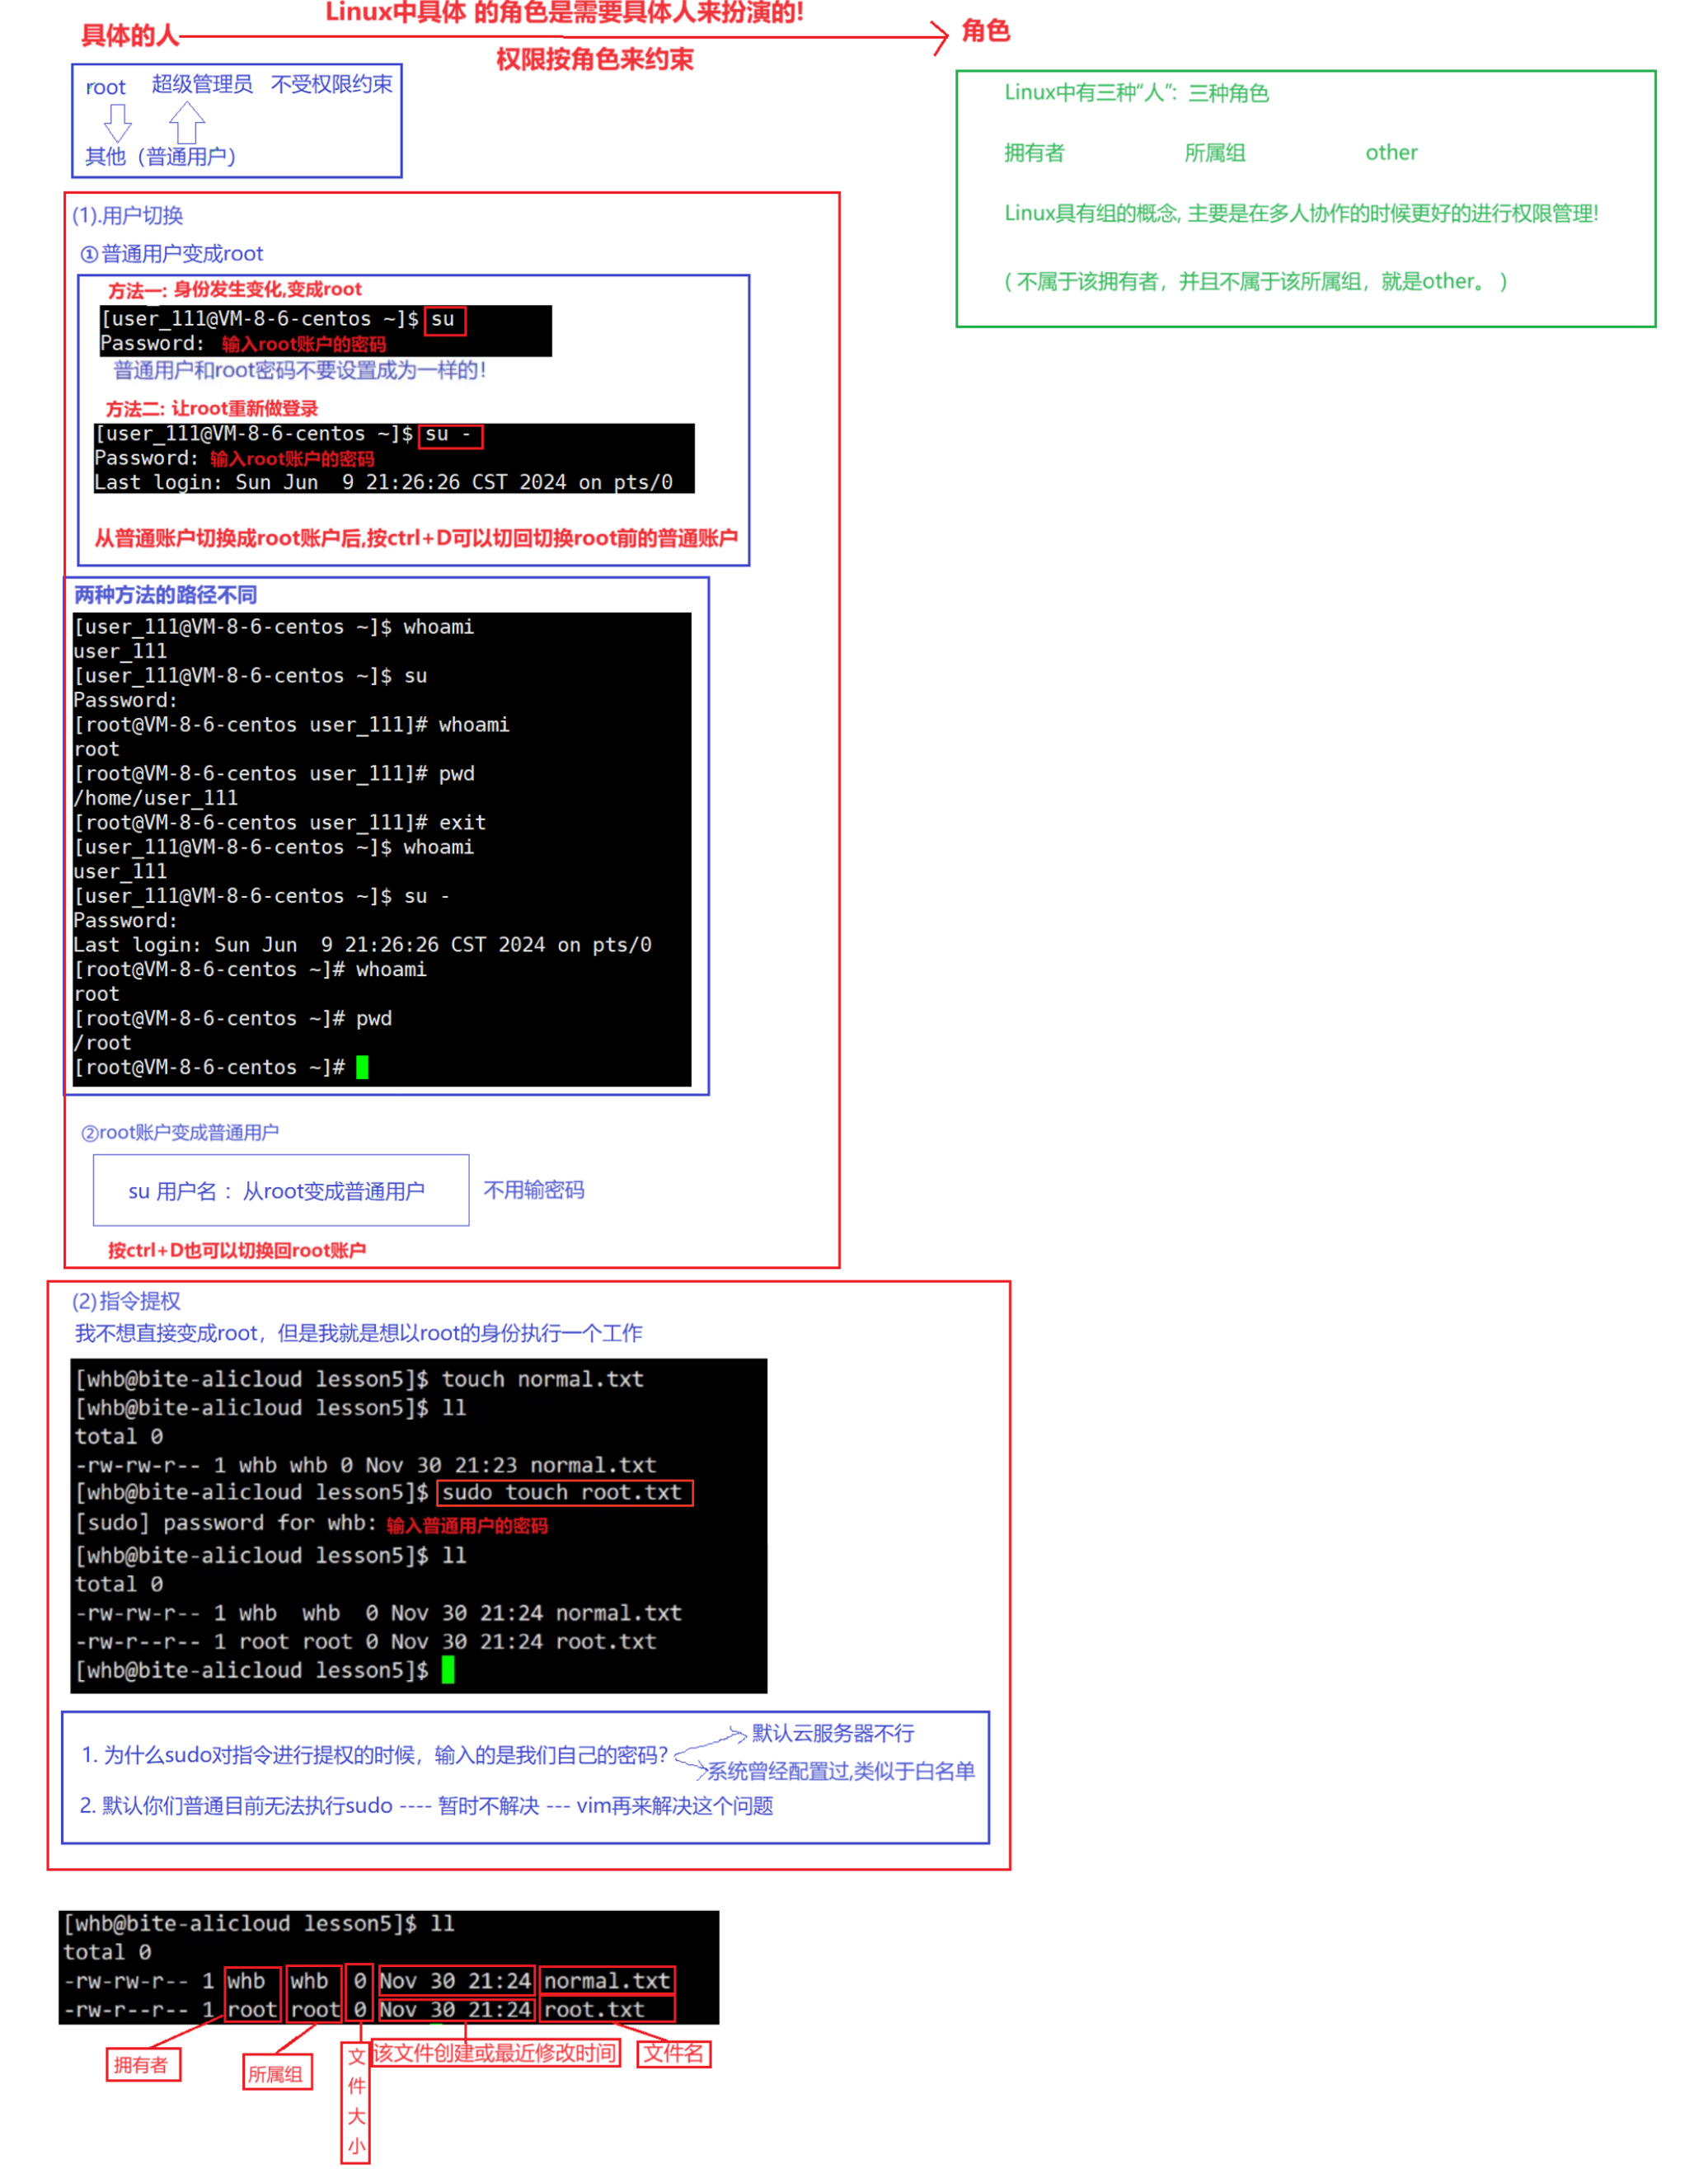 Linux中具体 的角色是需要具体人来扮演的!
具体的人
角色
权限按角色来约束
root 超级管理员 不受权限约束
其他（普通用户）
Linux中有三种“人”: 三种角色
拥有者 所属组 other
Linux具有组的概念, 主要是在多人协作的时候更好的进行权限管理!
( 不属于该拥有者，并且不属于该所属组，就是other。 )
(1).用户切换
①普通用户变成root
方法一: 身份发生变化,变成root
[user_111@VM-8-6-centos ~]$ su
Password: 输入root账户的密码
普通用户和root密码不要设置成为一样的!
方法二: 让root重新做登录
[user_111@VM-8-6-centos ~]$ su -
Password: 输入root账户的密码
Last login: Sun Jun  9 21:26:26 CST 2024 on pts/0
从普通账户切换成root账户后,按ctrl+D可以切回切换root前的普通账户
两种方法的路径不同
[user_111@VM-8-6-centos ~]$ whoami
user_111
[user_111@VM-8-6-centos ~]$ su
Password:
[root@VM-8-6-centos user_111]# whoami
root
[root@VM-8-6-centos user_111]# pwd
/home/user_111
[root@VM-8-6-centos user_111]# exit
[user_111@VM-8-6-centos ~]$ whoami
user_111
[user_111@VM-8-6-centos ~]$ su -
Password:
Last login: Sun Jun  9 21:26:26 CST 2024 on pts/0
[root@VM-8-6-centos ~]# whoami
root
[root@VM-8-6-centos ~]# pwd
/root
[root@VM-8-6-centos ~]#
②root账户变成普通用户
su 用户名 : 从root变成普通用户 不用输密码
按ctrl+D也可以切换回root账户
(2)指令提权
我不想直接变成root，但是我就是想以root的身份执行一个工作
[whb@bite-alicloud lesson5]$ touch normal.txt
[whb@bite-alicloud lesson5]$ ll
total 0
-rw-rw-r-- 1 whb whb 0 Nov 30 21:23 normal.txt
[whb@bite-alicloud lesson5]$ sudo touch root.txt
[sudo] password for whb: 输入普通用户的密码
[whb@bite-alicloud lesson5]$ ll
total 0
-rw-rw-r-- 1 whb  whb  0 Nov 30 21:24 normal.txt
-rw-r--r-- 1 root root 0 Nov 30 21:24 root.txt
[whb@bite-alicloud lesson5]$
默认云服务器不行
1. 为什么sudo对指令进行提权的时候，输入的是我们自己的密码?
系统曾经配置过,类似于白名单
2. 默认你们普通目前无法执行sudo ---- 暂时不解决 --- vim再来解决这个问题
[whb@bite-alicloud lesson5]$ ll
total 0
-rw-rw-r-- 1 whb  whb  0 Nov 30 21:24 normal.txt
-rw-r--r-- 1 root root 0 Nov 30 21:24 root.txt
拥有者 所属组 文件大小 该文件创建或最近修改时间 文件名